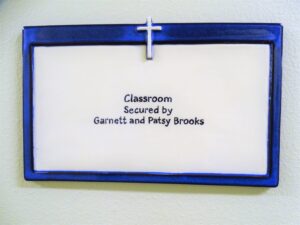 Classroom
Secured by
Garnett and Patsy Brooks